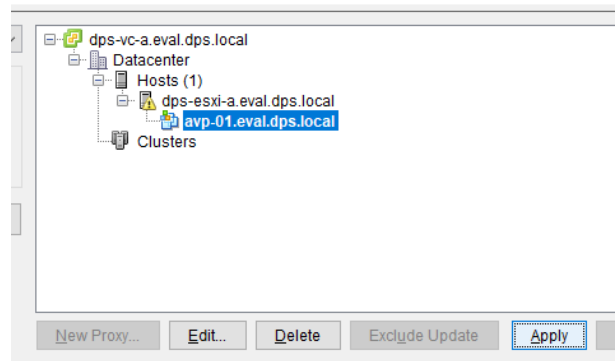 dps-vc-a.eval.dps.local
Datacenter
Hosts (1)
dps-esxi-a.eval.dps.local
avp-01.eval.dps.local
Clusters
New Proxy... Edit... Delete Exclude Update Apply